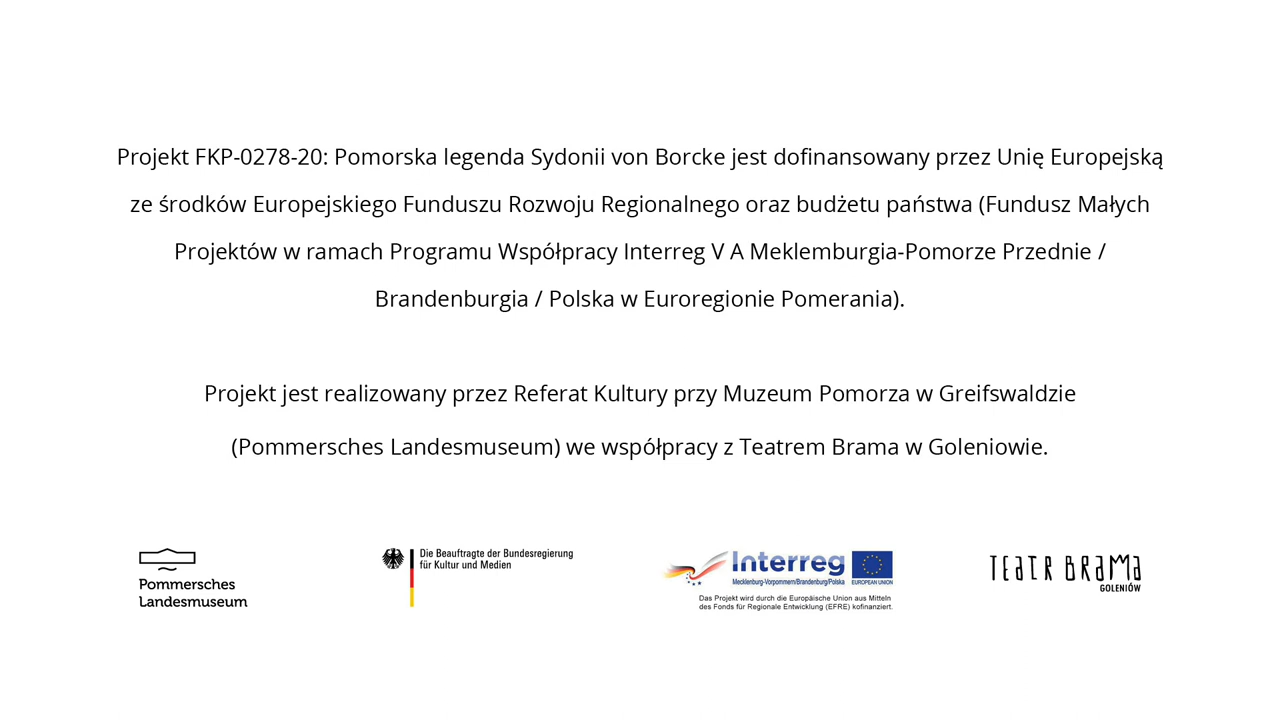 Projekt FKP-0278-20: Pomorska legenda Sydonii von Borcke jest dofinansowany przez Unię Europejską
ze środków Europejskiego Funduszu Rozwoju Regionalnego oraz budżetu państwa (Fundusz Małych
Projektów w ramach Programu Współpracy Interreg V A Meklemburgia-Pomorze Przednie /
Brandenburgia / Polska w Euroregionie Pomerania).
Projekt jest realizowany przez Referat Kultury przy Muzeum Pomorza w Greifswaldzie
(Pommersches Landesmuseum) we współpracy z Teatrem Brama w Goleniowie.
Pommersches
Landesmuseum
Die Beauftragte der Bundesregierung
für Kultur und Medien
Interreg
Mecklenburg-Vorpommern/Brandenburg/Polska
EUROPEAN UNION
Das Projekt wird durch die Europäische Union aus Mitteln
des Fonds für Regionale Entwicklung (EFRE) kofinanziert.
TEATR BRAMA
GOLENIÓW